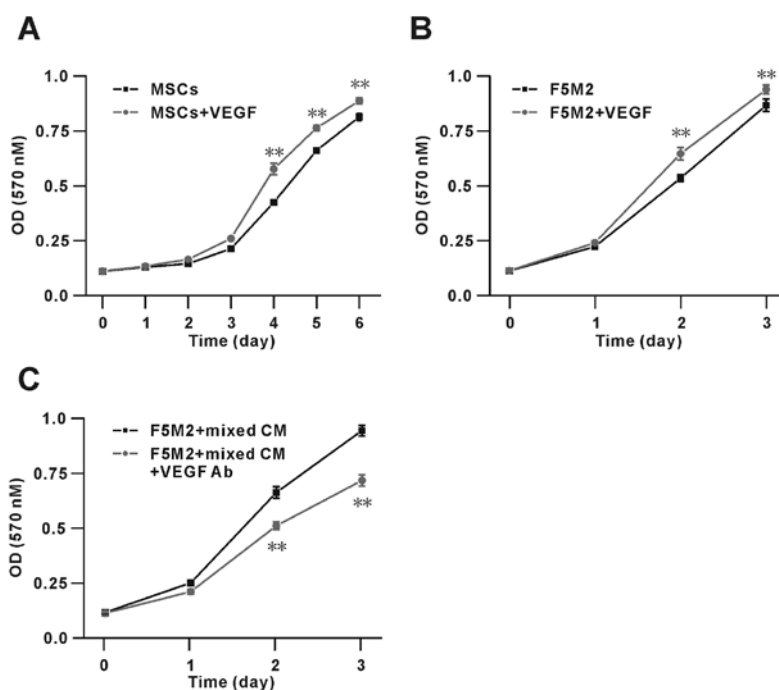 A
MSCs
MSCs+VEGF
**
**
**
OD (570 nM)
1.0
0.75
0.5
0.25
0.0
0 1 2 3 4 5 6
Time (day)
B
F5M2
F5M2+VEGF
**
**
OD (570 nM)
1.0
0.75
0.5
0.25
0.0
0 1 2 3
Time (day)
C
F5M2+mixed CM
F5M2+mixed CM
+VEGF Ab
**
**
OD (570 nM)
1.0
0.75
0.5
0.25
0.0
0 1 2 3
Time (day)